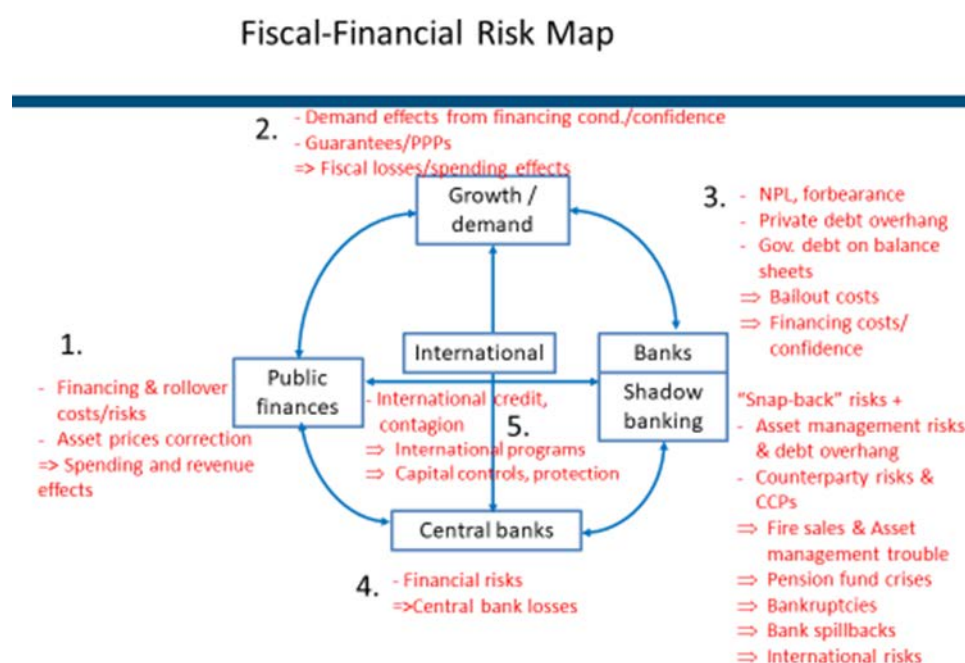 Fiscal-Financial Risk Map
2.
- Demand effects from financing cond./confidence
- Guarantees/PPPs
=> Fiscal losses/spending effects
Growth /
demand
3.
- NPL, forbearance
- Private debt overhang
- Gov. debt on balance
sheets
⇒ Bailout costs
⇒ Financing costs/
confidence
1.
- Financing & rollover
costs/risks
- Asset prices correction
=> Spending and revenue
effects
Public
finances
International
Banks
Shadow
banking
5.
- International credit,
contagion
⇒ International programs
⇒ Capital controls, protection
"Snap-back" risks +
- Asset management risks
& debt overhang
- Counterparty risks &
CCPs
⇒ Fire sales & Asset
management trouble
⇒ Pension fund crises
⇒ Bankruptcies
⇒ Bank spillbacks
⇒ International risks
Central banks
4.
- Financial risks
=>Central bank losses